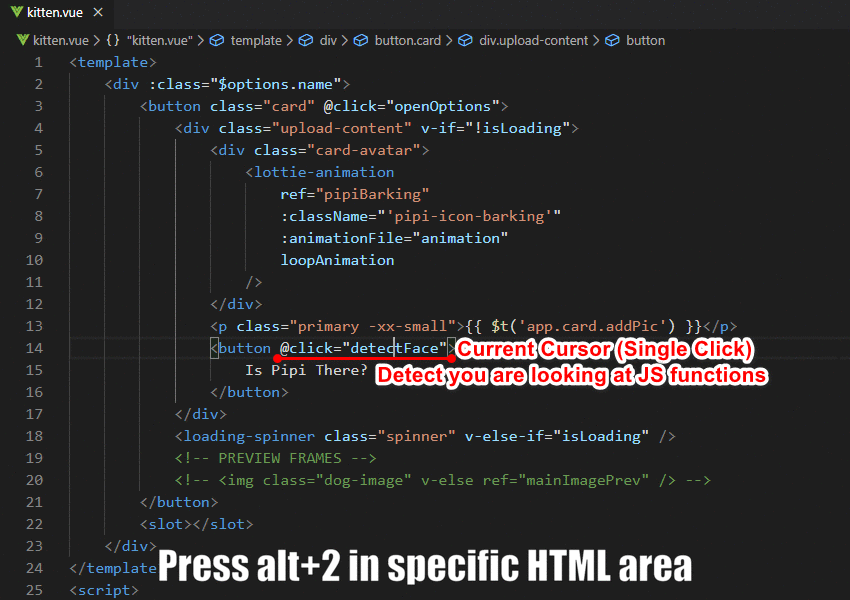 kitten.vue ×
kitten.vue > {} "kitten.vue" > template > div > button.card > div.upload-content > button
1 <template>
2 <div :class="$options.name">
3 <button class="card" @click="openOptions">
4 <div class="upload-content" v-if="!isLoading">
5 <div class="card-avatar">
6 <lottie-animation
7 ref="pipiBarking"
8 :className="'pipi-icon-barking'"
9 :animationFile="animation"
10 loopAnimation
11 />
12 </div>
13 <p class="primary -xx-small">{{ $t('app.card.addPic') }}</p>
14 <button @click="detectFace"> Current Cursor (Single Click)
15 Is Pipi There? Detect you are looking at JS functions
16 </button>
17 </div>
18 <loading-spinner class="spinner" v-else-if="isLoading" />
19 <!-- PREVIEW FRAMES -->
20 <!-- <img class="dog-image" v-else ref="mainImagePrev" /> -->
21 </button>
22 <slot></slot>
23 </div>
24 </template
Press alt+2 in specific HTML area
25 <script>